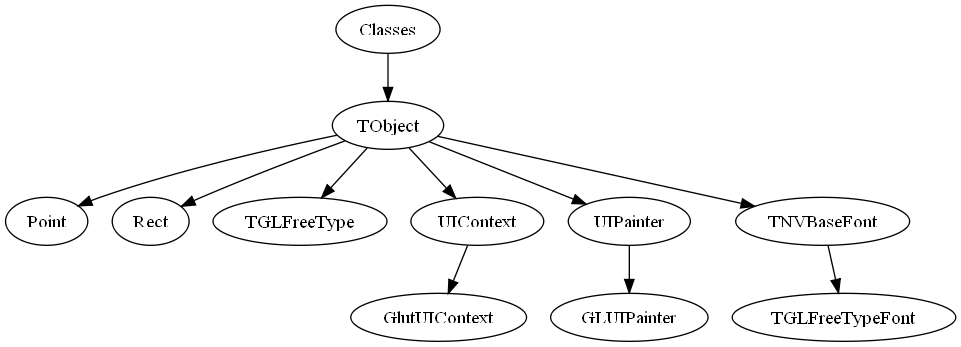 Classes
TObject
Point
Rect
TGLFreeType
UIContext
UIPainter
TNVBaseFont
GlutUIContext
GLUIPainter
TGLFreeTypeFont